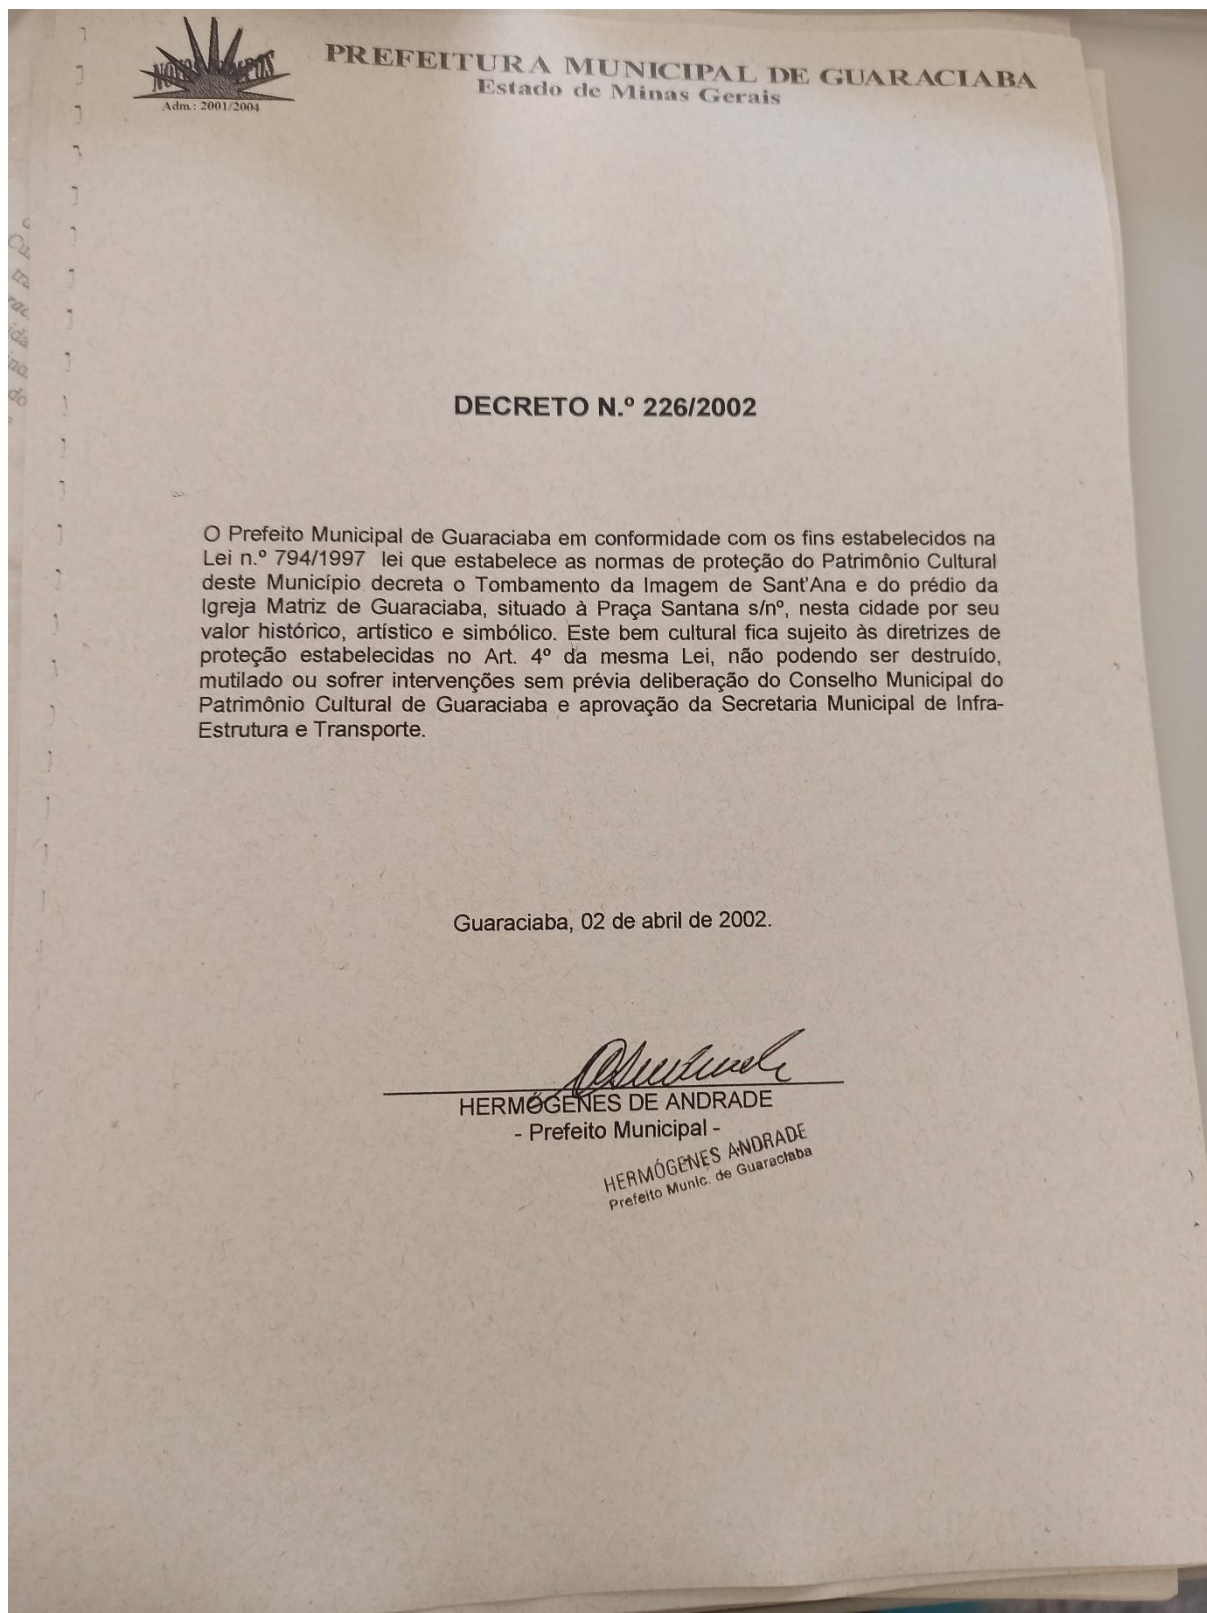 PREFEITURA MUNICIPAL DE GUARACIABA
Estado de Minas Gerais
Adm.: 2001/2004
DECRETO N.º 226/2002
O Prefeito Municipal de Guaraciaba em conformidade com os fins estabelecidos na
Lei n.º 794/1997 lei que estabelece as normas de proteção do Patrimônio Cultural
deste Município decreta o Tombamento da Imagem de Sant'Ana e do prédio da
Igreja Matriz de Guaraciaba, situado à Praça Santana s/nº, nesta cidade por seu
valor histórico, artístico e simbólico. Este bem cultural fica sujeito às diretrizes de
proteção estabelecidas no Art. 4º da mesma Lei, não podendo ser destruído,
mutilado ou sofrer intervenções sem prévia deliberação do Conselho Municipal do
Patrimônio Cultural de Guaraciaba e aprovação da Secretaria Municipal de Infra-
Estrutura e Transporte.
Guaraciaba, 02 de abril de 2002.
HERMÓGENES DE ANDRADE
- Prefeito Municipal -
HERMÓGENES ANDRADE
Prefeito Munic. de Guaraciaba